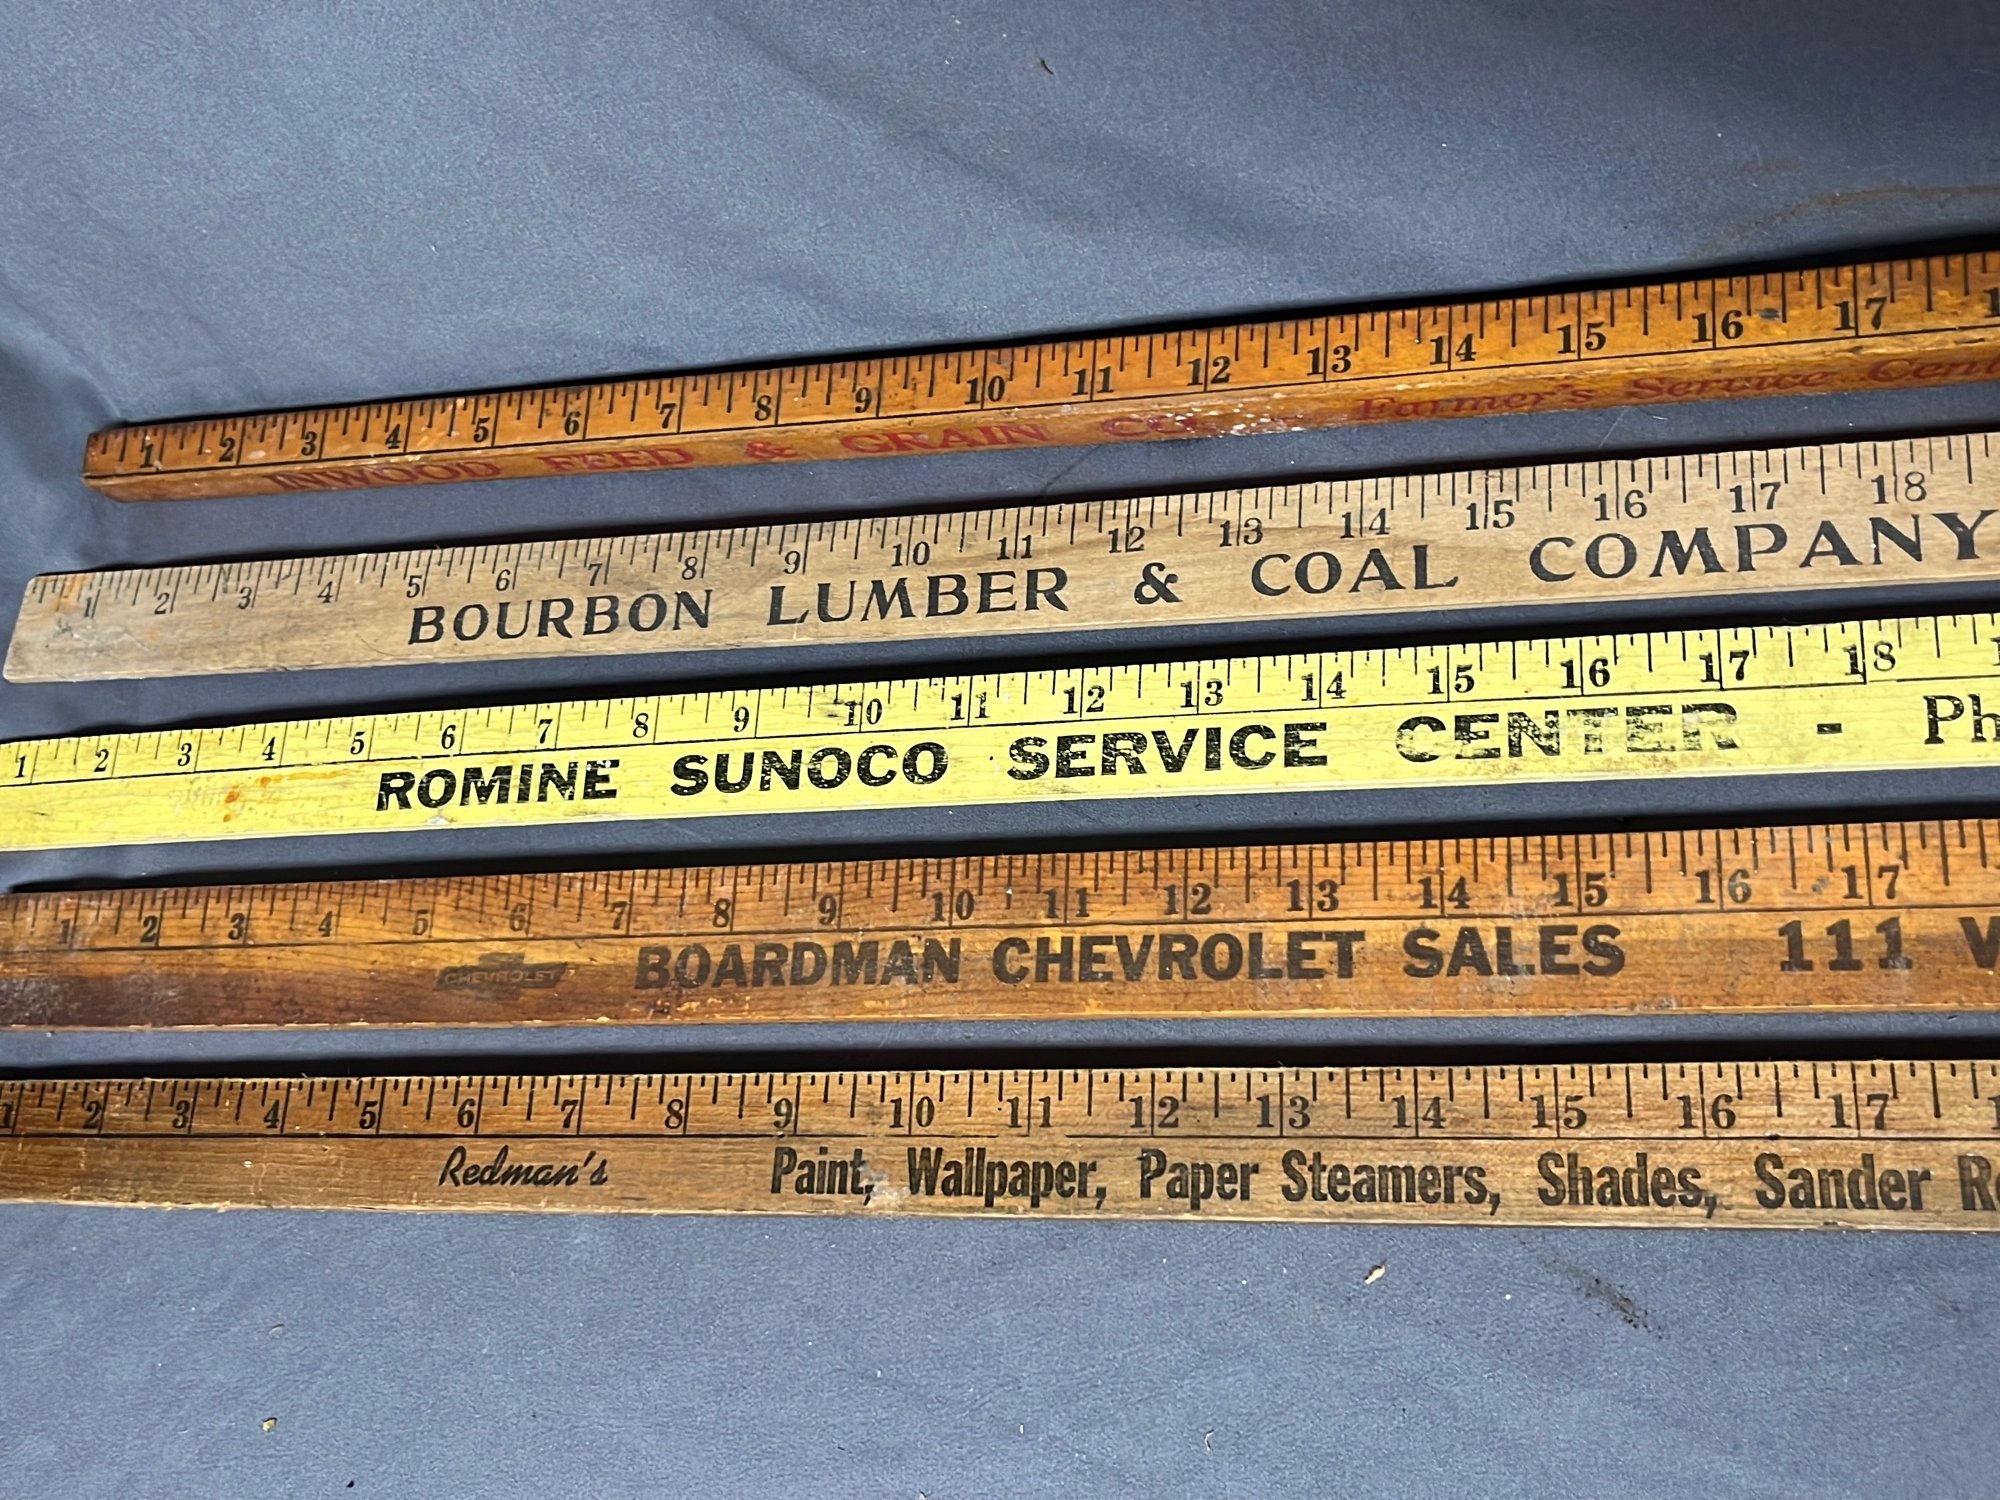 1 2 3 4 5 6 7 8 9 10 11 12 13 14 15 16 17
INWOOD FEED & GRAIN CO. Farmer's Service Cent
1 2 3 4 5 6 7 8 9 10 11 12 13 14 15 16 17 18
BOURBON LUMBER & COAL COMPANY
1 2 3 4 5 6 7 8 9 10 11 12 13 14 15 16 17 18
ROMINE SUNOCO SERVICE CENTER - Ph
1 2 3 4 5 6 7 8 9 10 11 12 13 14 15 16 17
CHEVROLET BOARDMAN CHEVROLET SALES 111
1 2 3 4 5 6 7 8 9 10 11 12 13 14 15 16 17
Redman's Paint, Wallpaper, Paper Steamers, Shades, Sander